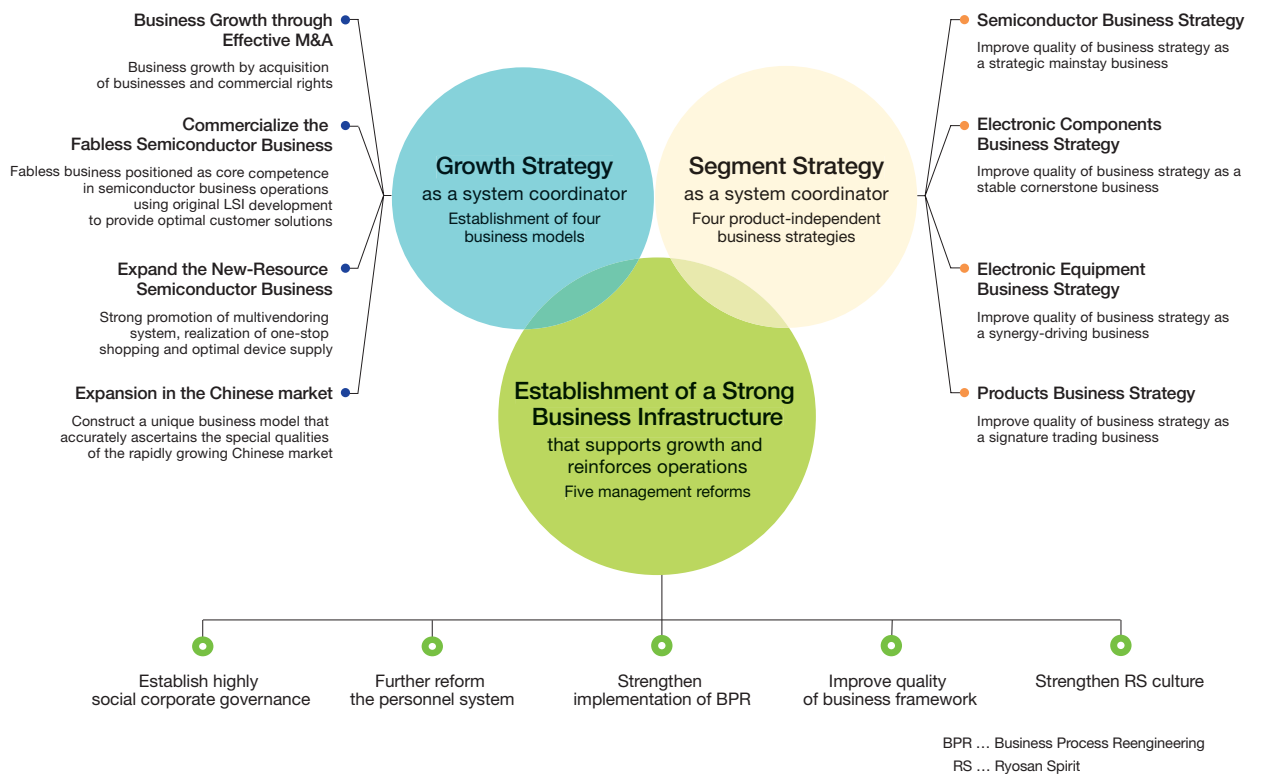 Business Growth through
Effective M&A
Business growth by acquisition
of businesses and commercial rights
Commercialize the
Fabless Semiconductor Business
Fabless business positioned as core competence
in semiconductor business operations
using original LSI development
to provide optimal customer solutions
Expand the New-Resource
Semiconductor Business
Strong promotion of multivendoring
system, realization of one-stop
shopping and optimal device supply
Expansion in the Chinese market
Construct a unique business model that
accurately ascertains the special qualities
of the rapidly growing Chinese market
Growth Strategy
as a system coordinator
Establishment of four
business models
Segment Strategy
as a system coordinator
Four product-independent
business strategies
Establishment of a Strong
Business Infrastructure
that supports growth and
reinforces operations
Five management reforms
Semiconductor Business Strategy
Improve quality of business strategy as
a strategic mainstay business
Electronic Components
Business Strategy
Improve quality of business strategy as a
stable cornerstone business
Electronic Equipment
Business Strategy
Improve quality of business strategy as
a synergy-driving business
Products Business Strategy
Improve quality of business strategy as
a signature trading business
Establish highly
social corporate governance
Further reform
the personnel system
Strengthen
implementation of BPR
Improve quality
of business framework
Strengthen RS culture
BPR … Business Process Reengineering
RS … Ryosan Spirit